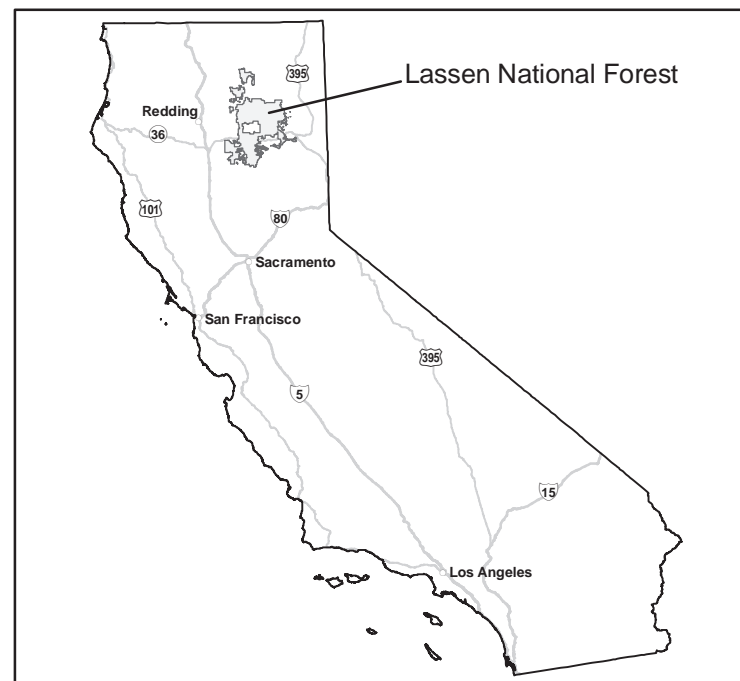 Lassen National Forest
395
Redding
36
101
80
Sacramento
San Francisco
395
5
15
Los Angeles